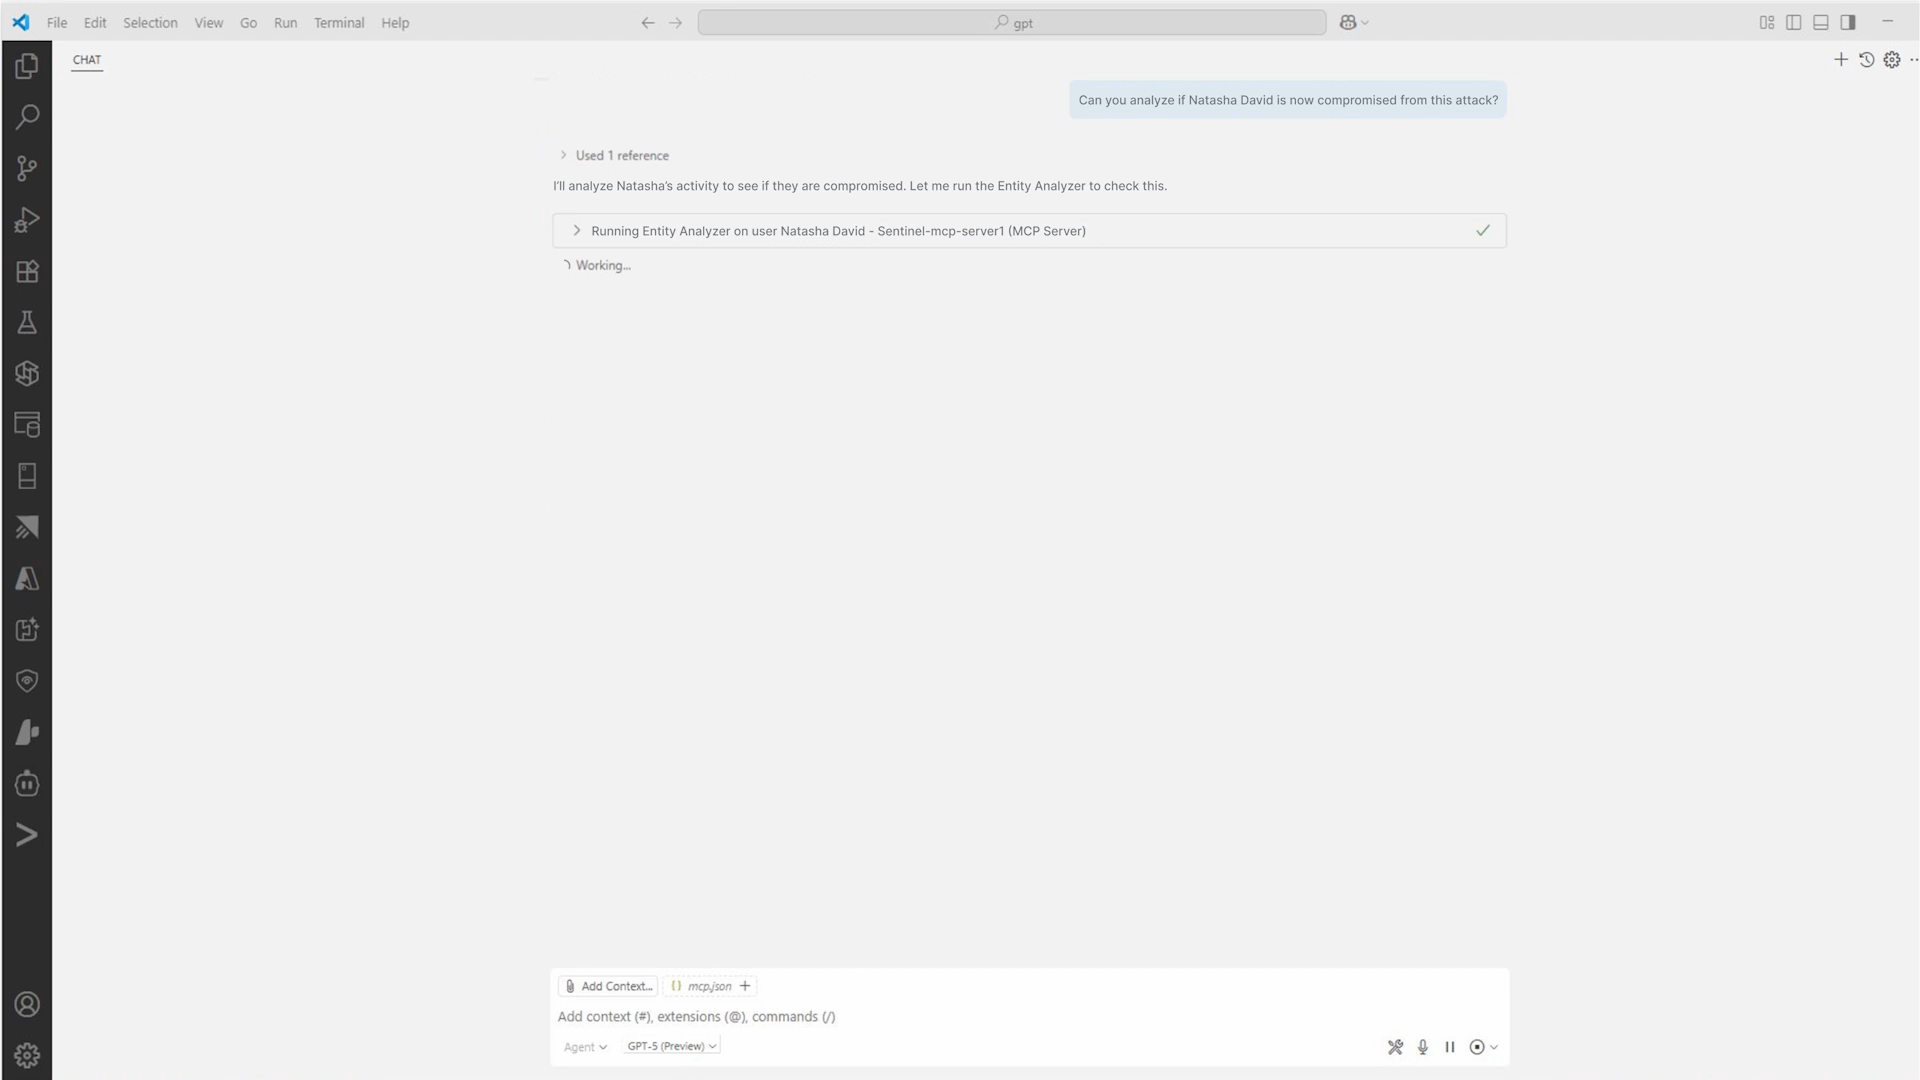 File Edit Selection View Go Run Terminal Help
gpt
CHAT
Can you analyze if Natasha David is now compromised from this attack?
Used 1 reference
I'll analyze Natasha's activity to see if they are compromised. Let me run the Entity Analyzer to check this.
Running Entity Analyzer on user Natasha David - Sentinel-mcp-server1 (MCP Server)
Working...
Add Context... {} mcp.json +
Add context (#), extensions (@), commands (/)
Agent GPT-5 (Preview)